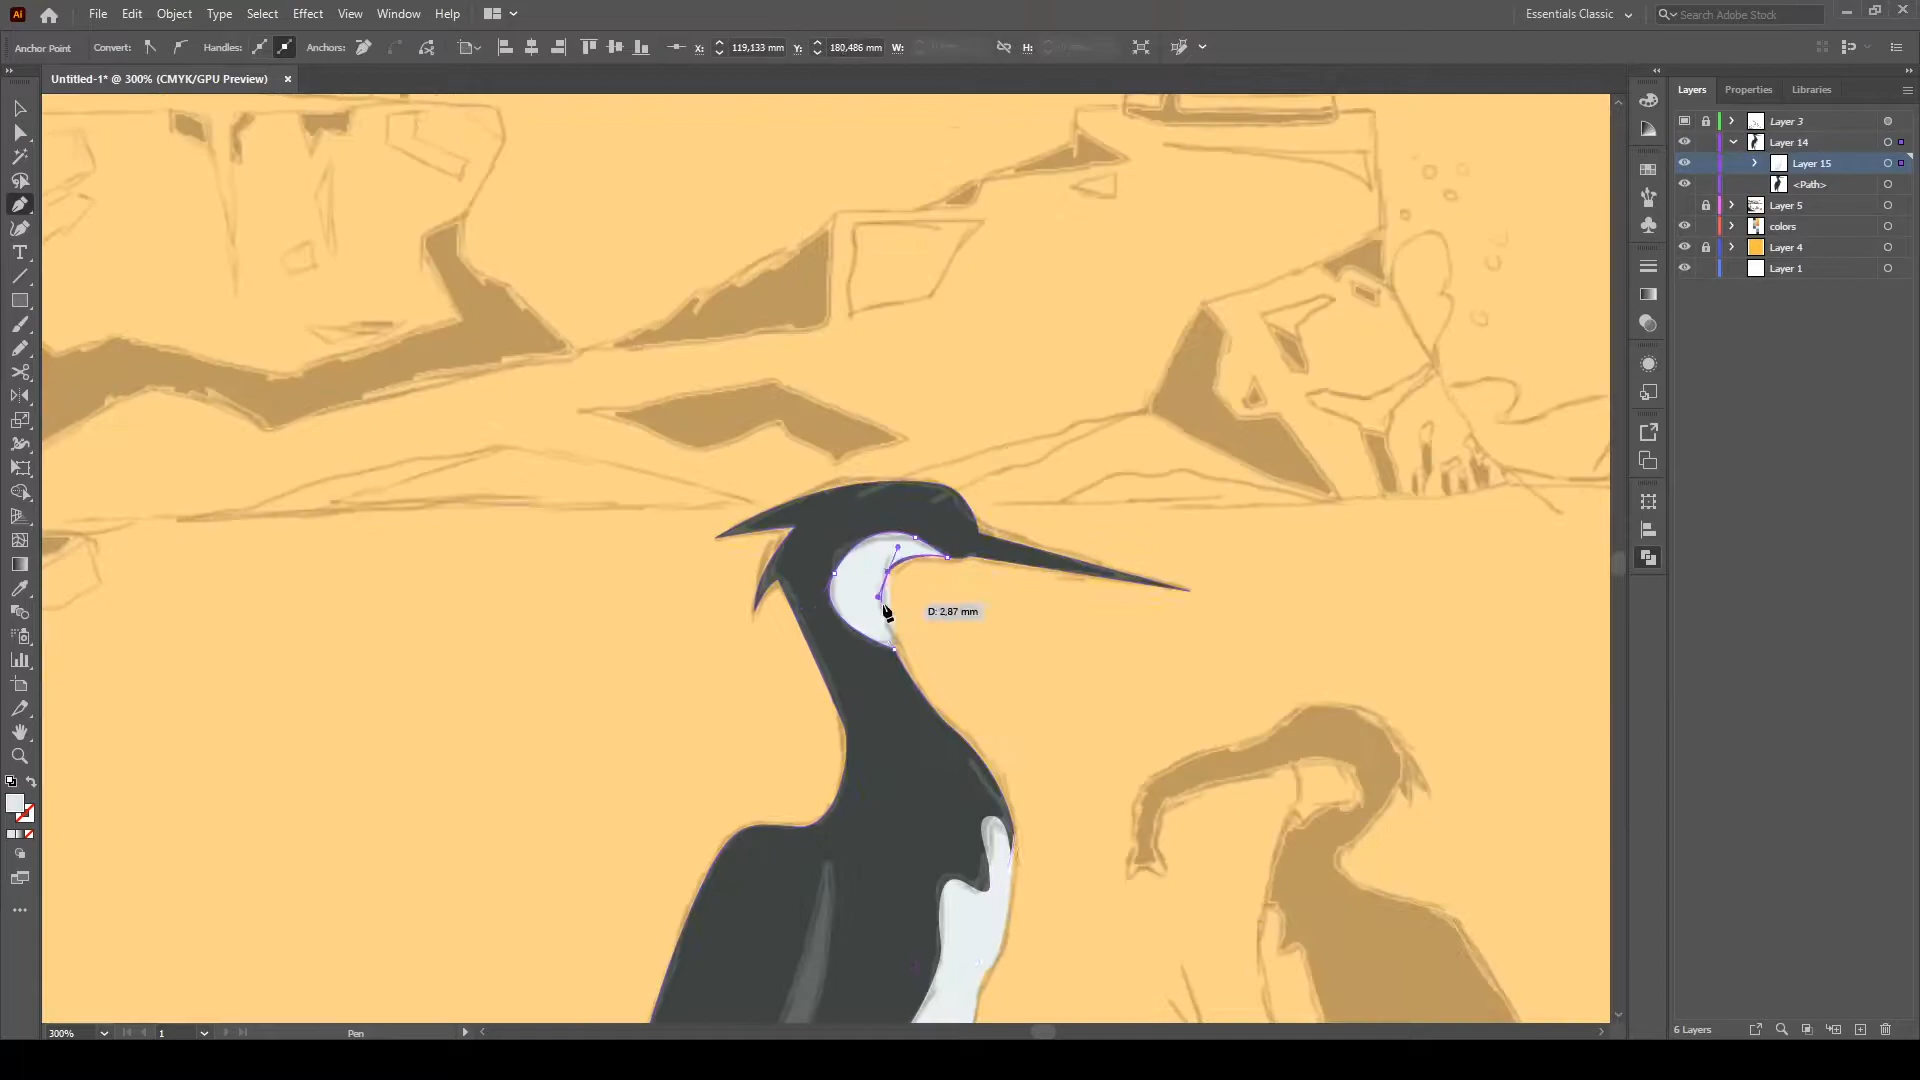 Ai File Edit Object Type Select Effect View Window Help Essentials Classic Search Adobe Stock
Anchor Point Convert: Handles: Anchors: X: 119,133 mm Y: 180,486 mm W: H:
Untitled-1* @ 300% (CMYK/GPU Preview)
Layers Properties Libraries
Layer 3
Layer 14
Layer 15
<Path>
Layer 5
colors
Layer 4
Layer 1
D: 2,87 mm
300% 1 Pen
6 Layers